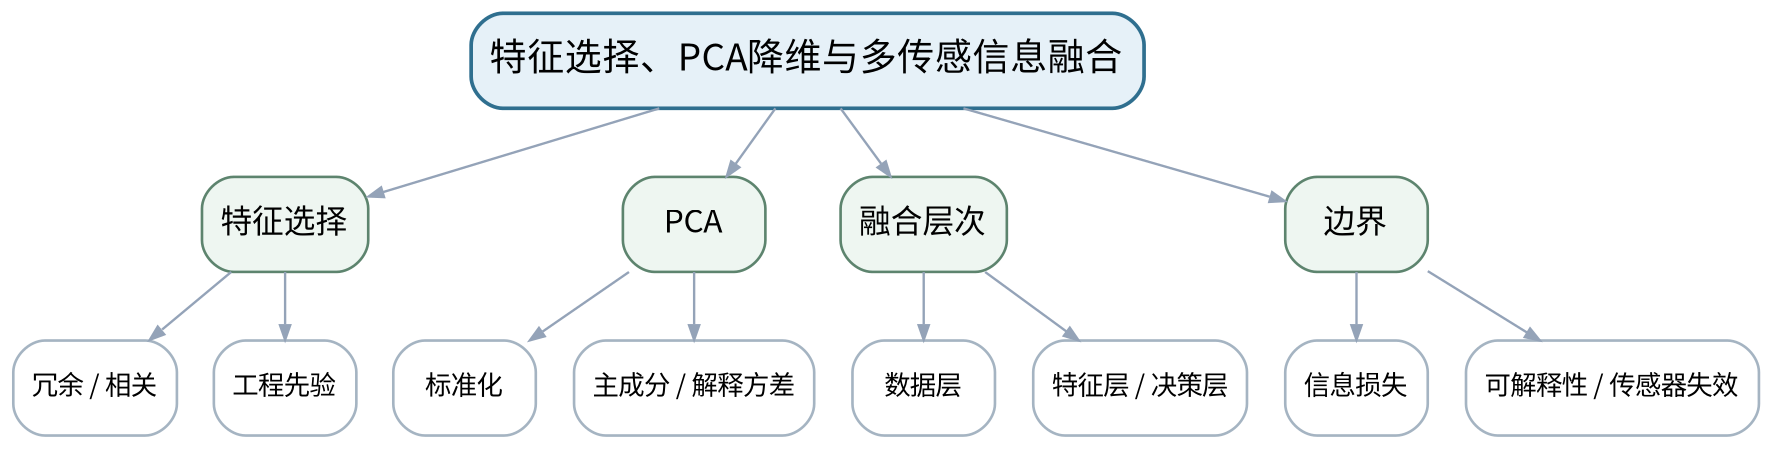 特征选择、PCA降维与多传感信息融合
特征选择
PCA
融合层次
边界
冗余 / 相关
工程先验
标准化
主成分 / 解释方差
数据层
特征层 / 决策层
信息损失
可解释性 / 传感器失效